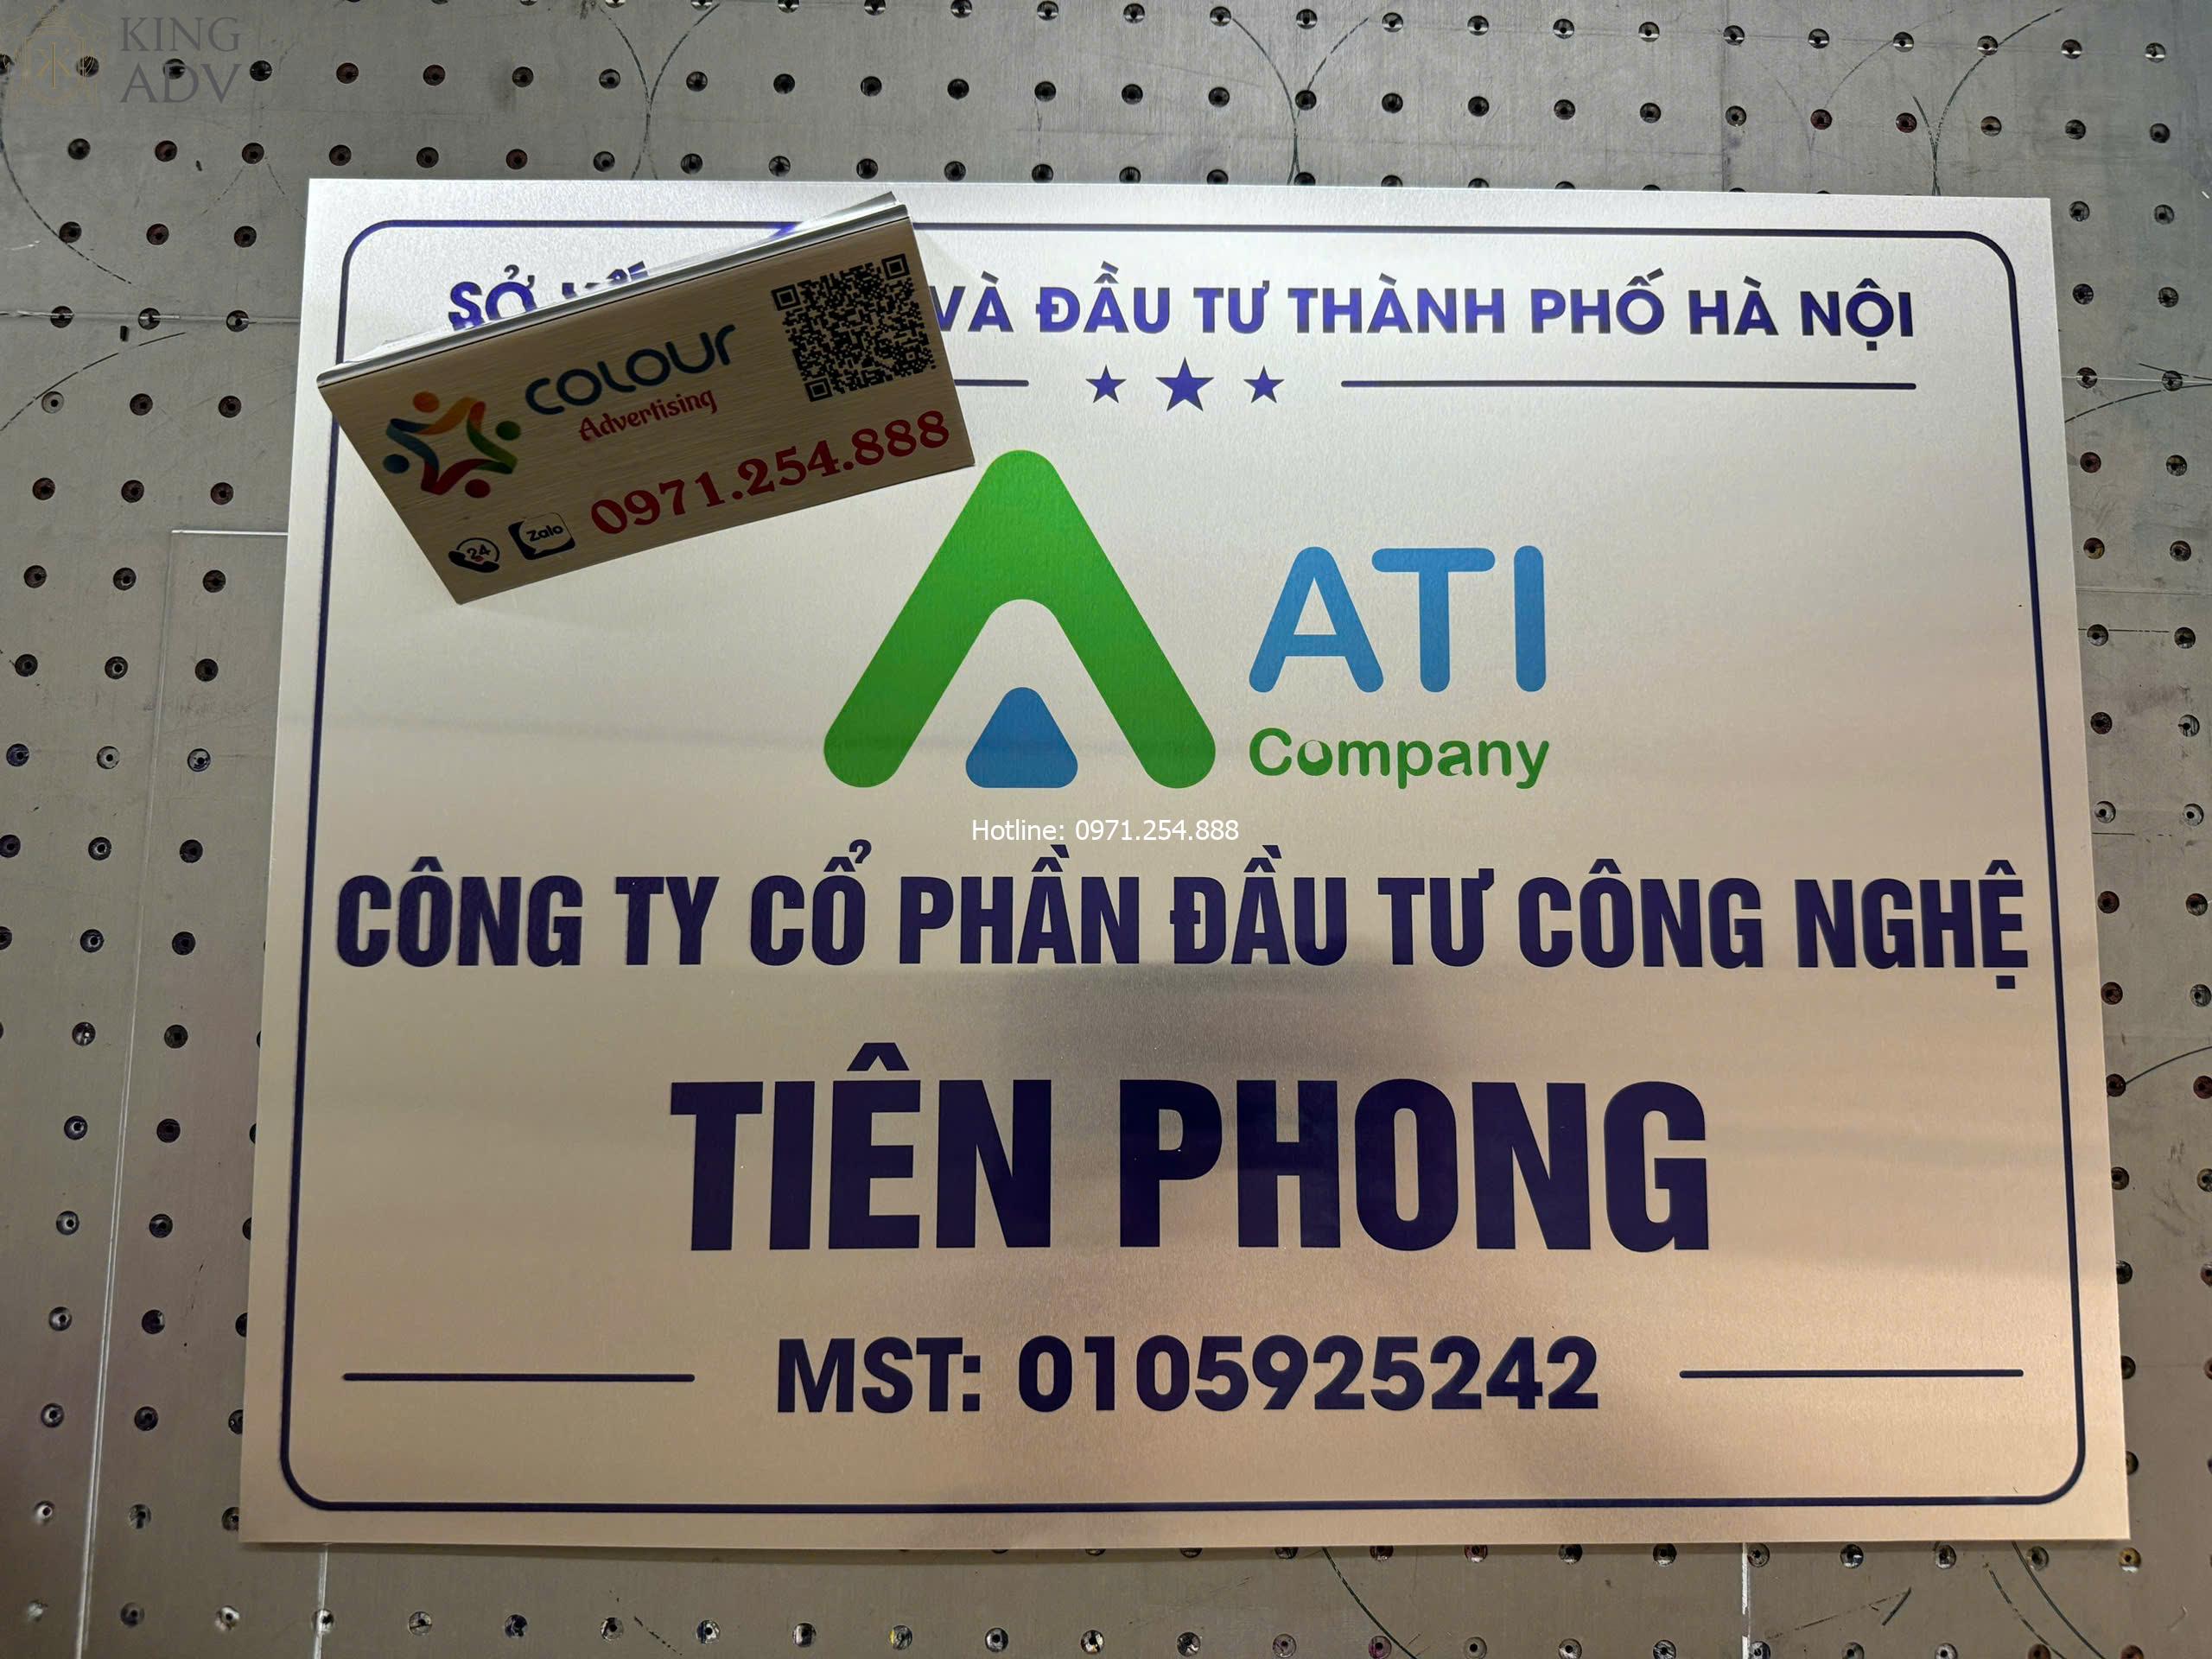 KING
ADV
SỞ VÀ ĐẦU TƯ THÀNH PHỐ HÀ NỘI
COLOUR
Advertising
24
Zalo
0971.254.888
ATI
Company
Hotline: 0971.254.888
CÔNG TY CỔ PHẦN ĐẦU TƯ CÔNG NGHỆ
TIÊN PHONG
MST: 0105925242